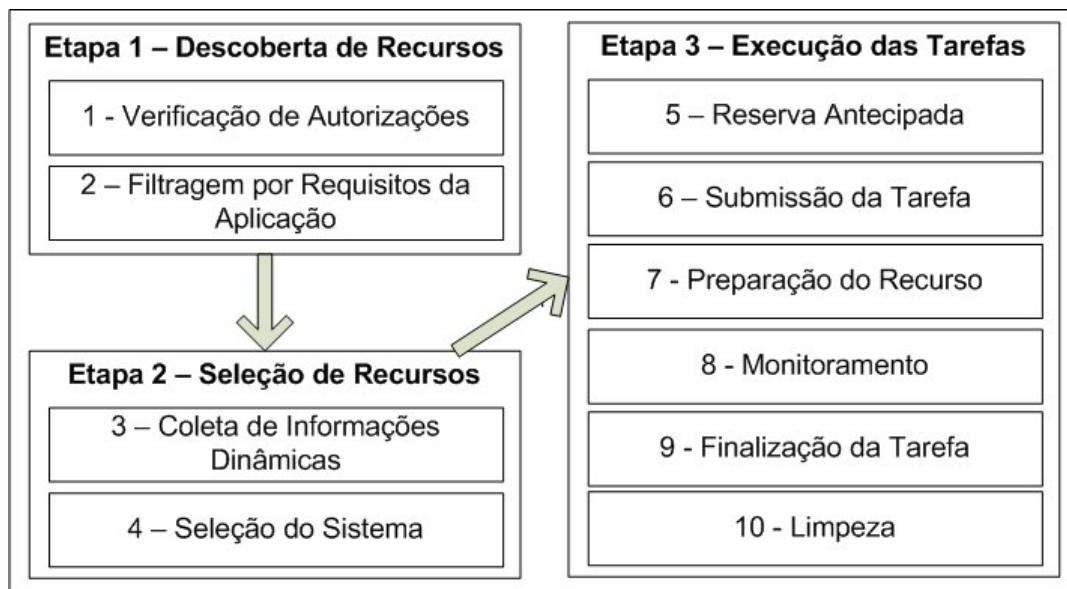 Etapa 1 – Descoberta de Recursos
1 - Verificação de Autorizações
2 – Filtragem por Requisitos da
Aplicação
Etapa 2 – Seleção de Recursos
3 – Coleta de Informações
Dinâmicas
4 – Seleção do Sistema
Etapa 3 – Execução das Tarefas
5 – Reserva Antecipada
6 – Submissão da Tarefa
7 - Preparação do Recurso
8 - Monitoramento
9 - Finalização da Tarefa
10 - Limpeza